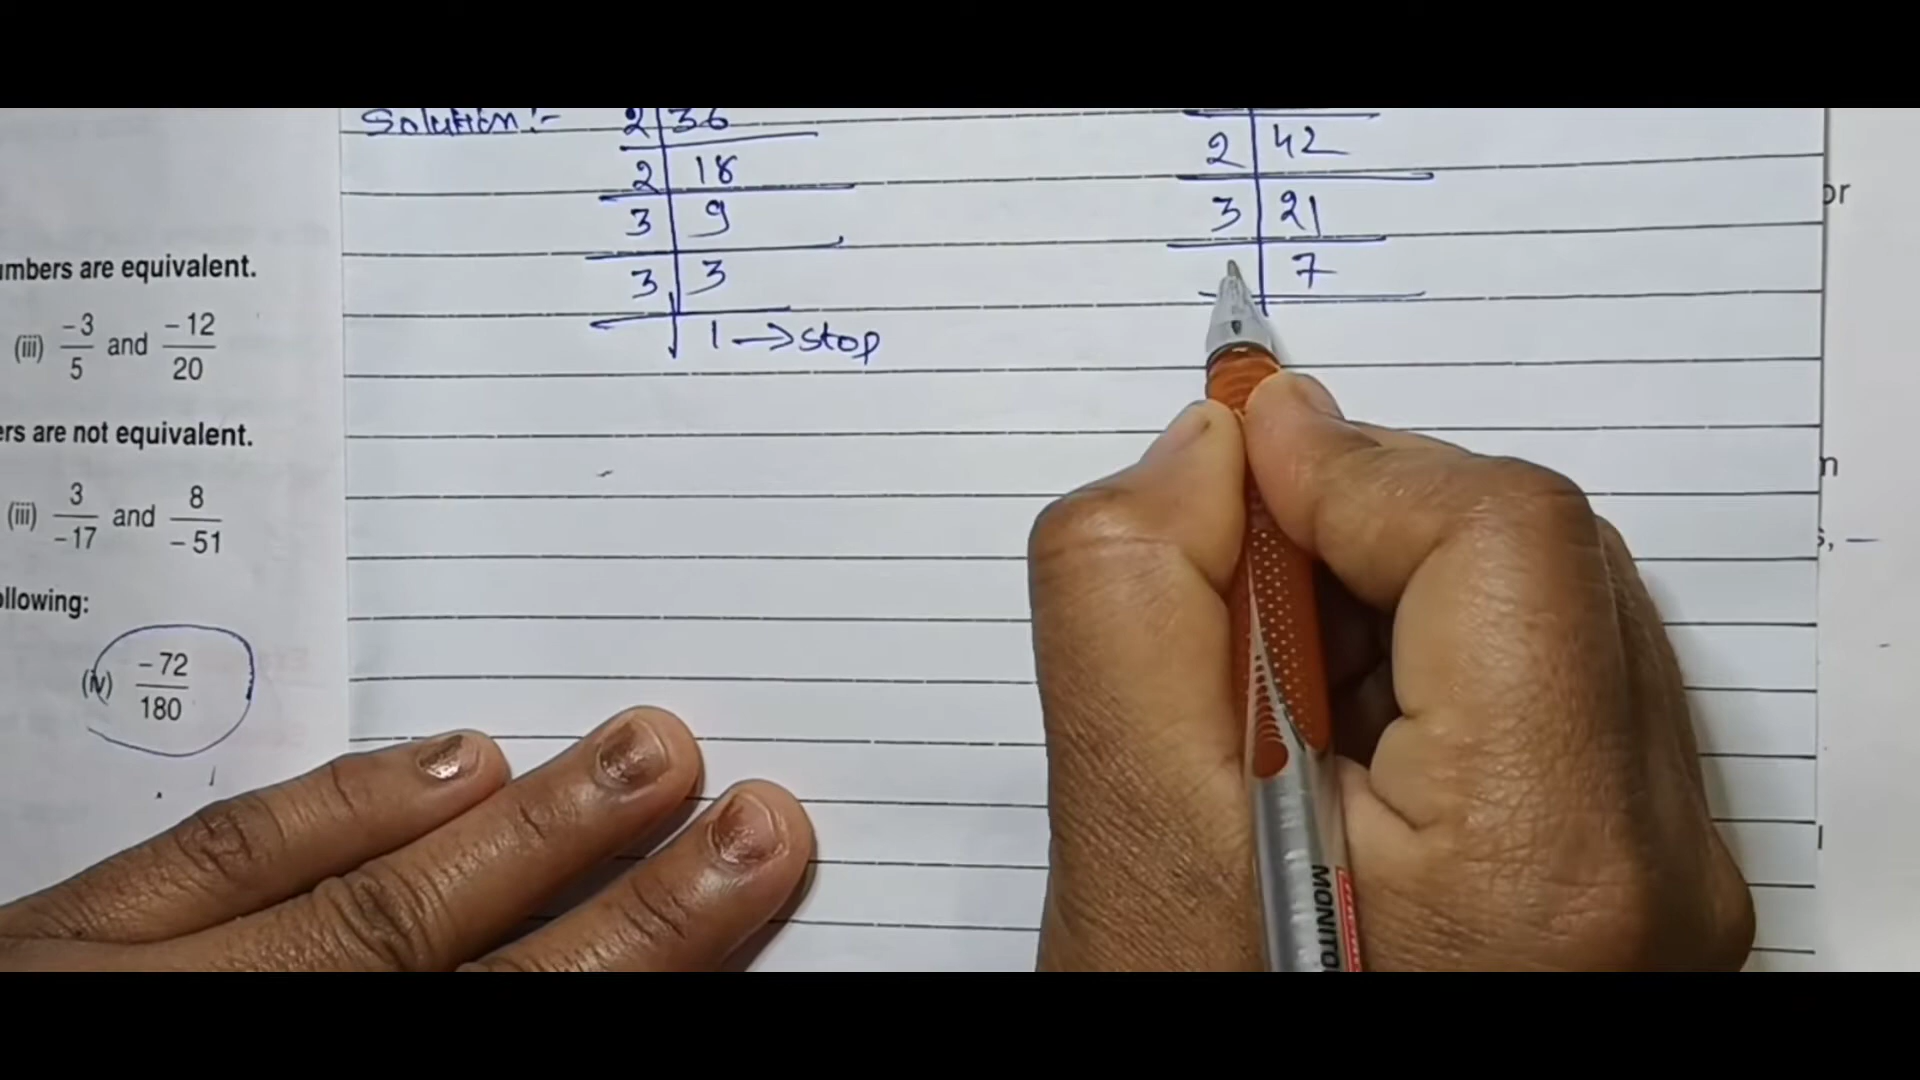 Solution :-
2 36
2 18
3 9
3 3
1 → stop
2 42
3 21
7
umbers are equivalent.
(iii) -3/5 and -12/20
ers are not equivalent.
(iii) 3/-17 and 8/-51
ollowing:
(iv) -72/180
or
n
s, —
MONITO